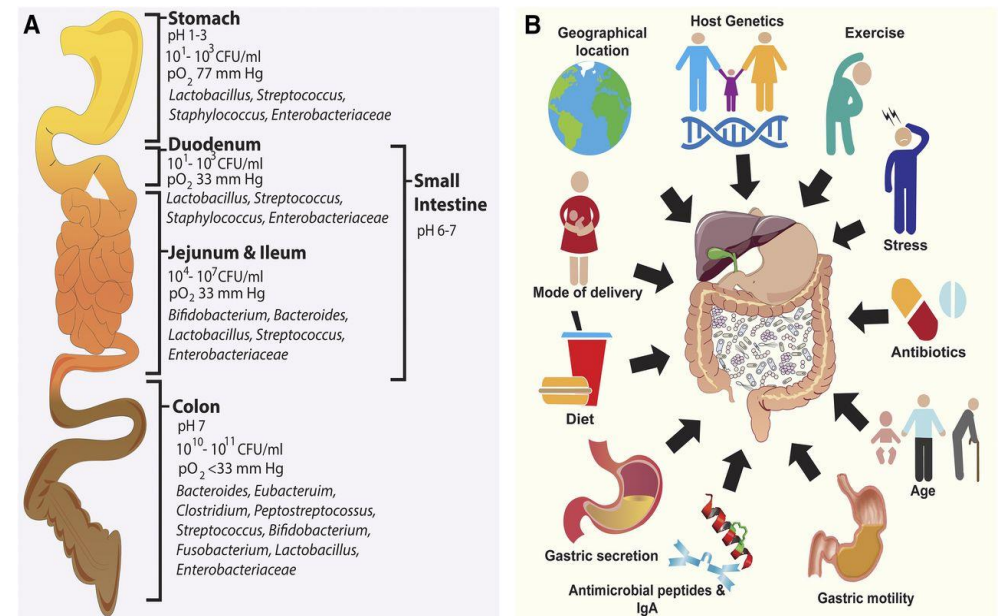 A
Stomach
pH 1-3
10¹- 10³ CFU/ml
pO₂ 77 mm Hg
Lactobacillus, Streptococcus,
Staphylococcus, Enterobacteriaceae
Duodenum
10¹- 10³ CFU/ml
pO₂ 33 mm Hg
Lactobacillus, Streptococcus,
Staphylococcus, Enterobacteriaceae
Jejunum & Ileum
10⁴- 10⁷ CFU/ml
pO₂ 33 mm Hg
Bifidobacterium, Bacteroides,
Lactobacillus, Streptococcus,
Enterobacteriaceae
Small
Intestine
pH 6-7
Colon
pH 7
10¹⁰- 10¹¹ CFU/ml
pO₂ <33 mm Hg
Bacteroides, Eubacteruim,
Clostridium, Peptostreptocossus,
Streptococcus, Bifidobacterium,
Fusobacterium, Lactobacillus,
Enterobacteriaceae
B
Geographical
location
Host Genetics
Exercise
Stress
Mode of delivery
Antibiotics
Diet
Age
Gastric secretion
Antimicrobial peptides &
IgA
Gastric motility